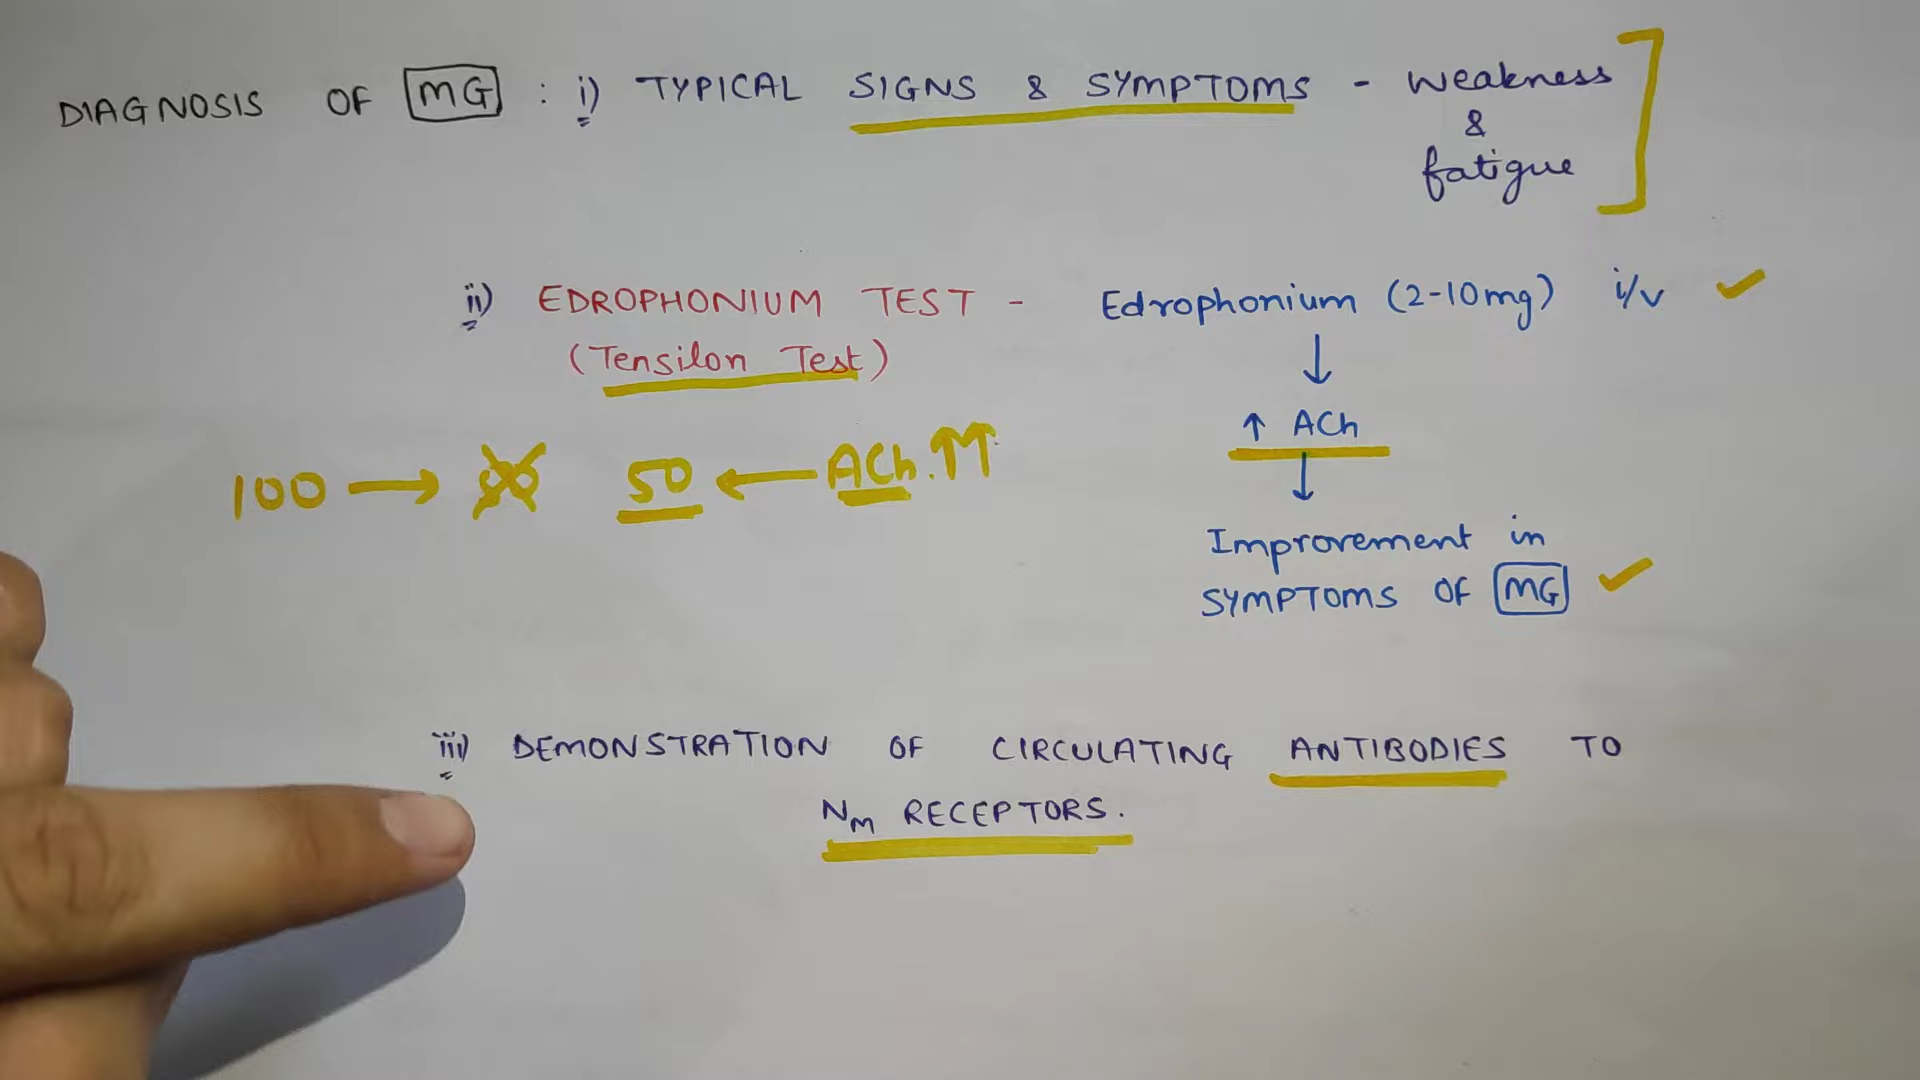 DIAGNOSIS OF MG : i) TYPICAL SIGNS & SYMPTOMS - Weakness
&
fatigue
ii) EDROPHONIUM TEST - Edrophonium (2-10mg) i/v
(Tensilon Test)
↓
↑ ACh
100 → 50 ← ACh. ↑↑
↓
Improvement in
SYMPTOMS OF MG
iii) DEMONSTRATION OF CIRCULATING ANTIBODIES TO
NM RECEPTORS.